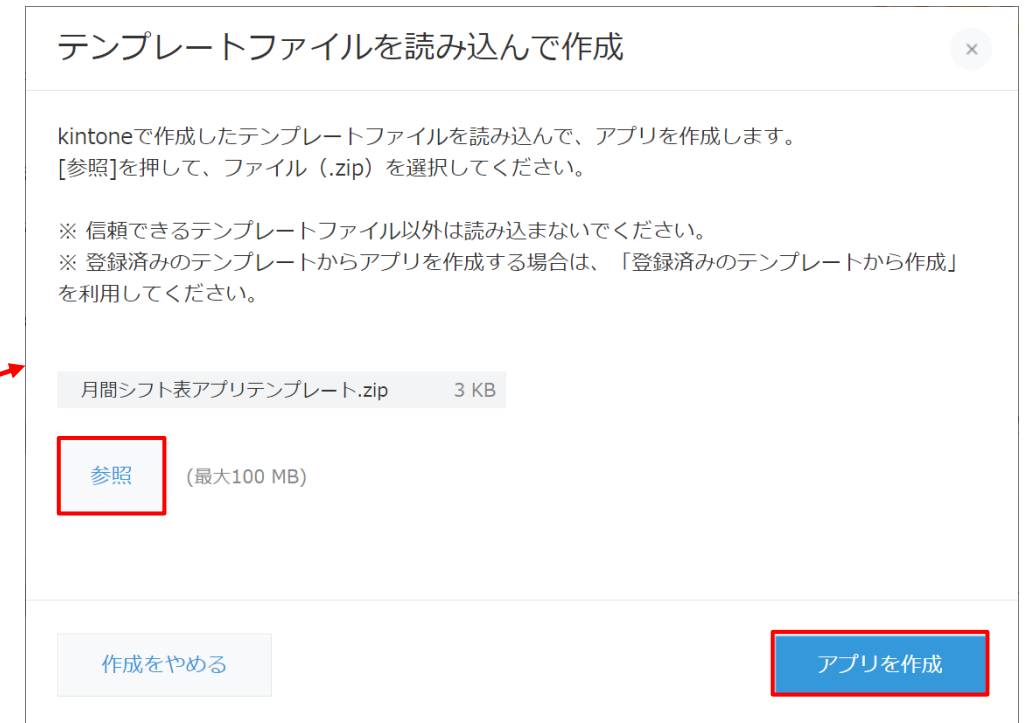 テンプレートファイルを読み込んで作成
×
kintoneで作成したテンプレートファイルを読み込んで、アプリを作成します。
[参照]を押して、ファイル（.zip）を選択してください。
※ 信頼できるテンプレートファイル以外は読み込まないでください。
※ 登録済みのテンプレートからアプリを作成する場合は、「登録済みのテンプレートから作成」
を利用してください。
月間シフト表アプリテンプレート.zip 3 KB
参照 (最大100 MB)
作成をやめる アプリを作成